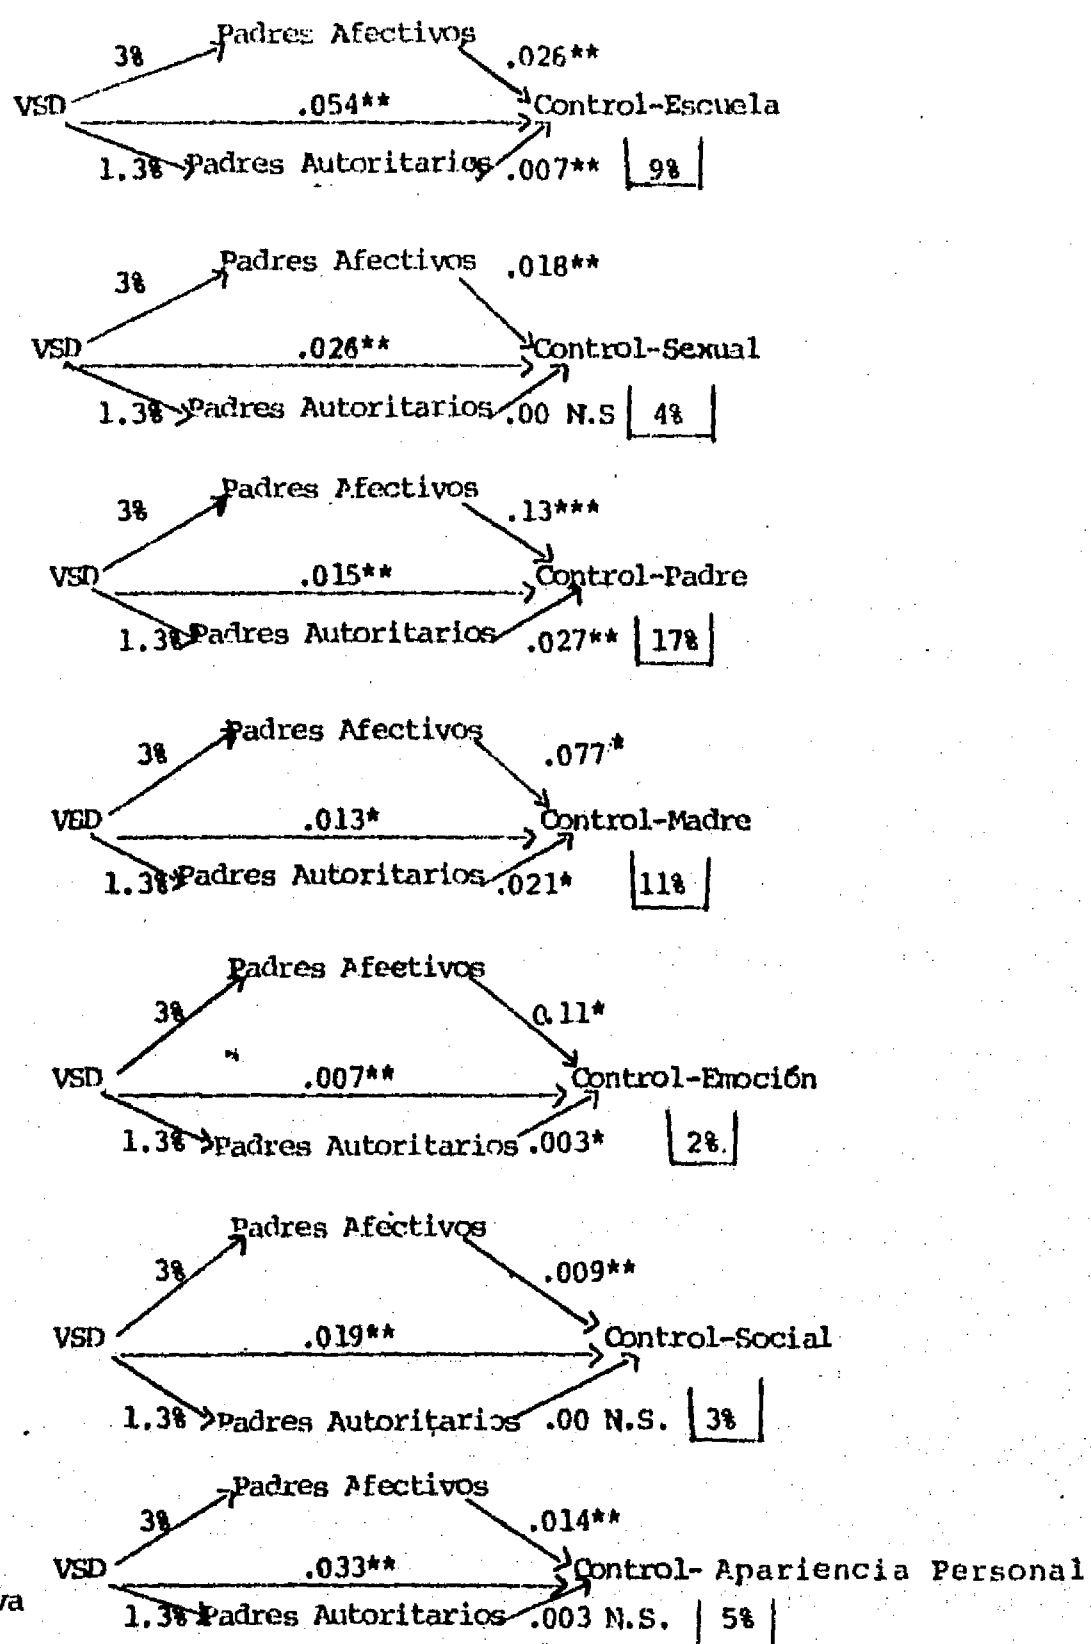 Padres Afectivos
3% .026**
VSD .054** Control-Escuela
1.3% Padres Autoritarios .007** 9%
Padres Afectivos .018**
3%
VSD .026** Control-Sexual
1.3% Padres Autoritarios .00 N.S 4%
Padres Afectivos
3% .13***
VSD .015** Control-Padre
1.3% Padres Autoritarios .027** 17%
Padres Afectivos
3% .077*
VSD .013* Control-Madre
1.3% Padres Autoritarios .021* 11%
Padres Afectivos
3% 0.11*
VSD .007** Control-Emoción
1.3% Padres Autoritarios .003* 2%.
Padres Afectivos
3% .009**
VSD .019** Control-Social
1.3% Padres Autoritarios .00 N.S. 3%
Padres Afectivos
3% .014**
VSD .033** Control- Apariencia Personal
va
1.3% Padres Autoritarios .003 N.S. 5%